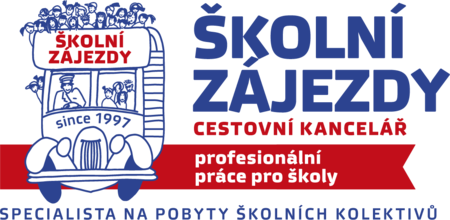 ŠKOLNÍ
ZÁJEZDY
since 1997
ŠKOLNÍ
ZÁJEZDY
CESTOVNÍ KANCELÁŘ
profesionální
práce pro školy
SPECIALISTA NA POBYTY ŠKOLNÍCH KOLEKTIVŮ